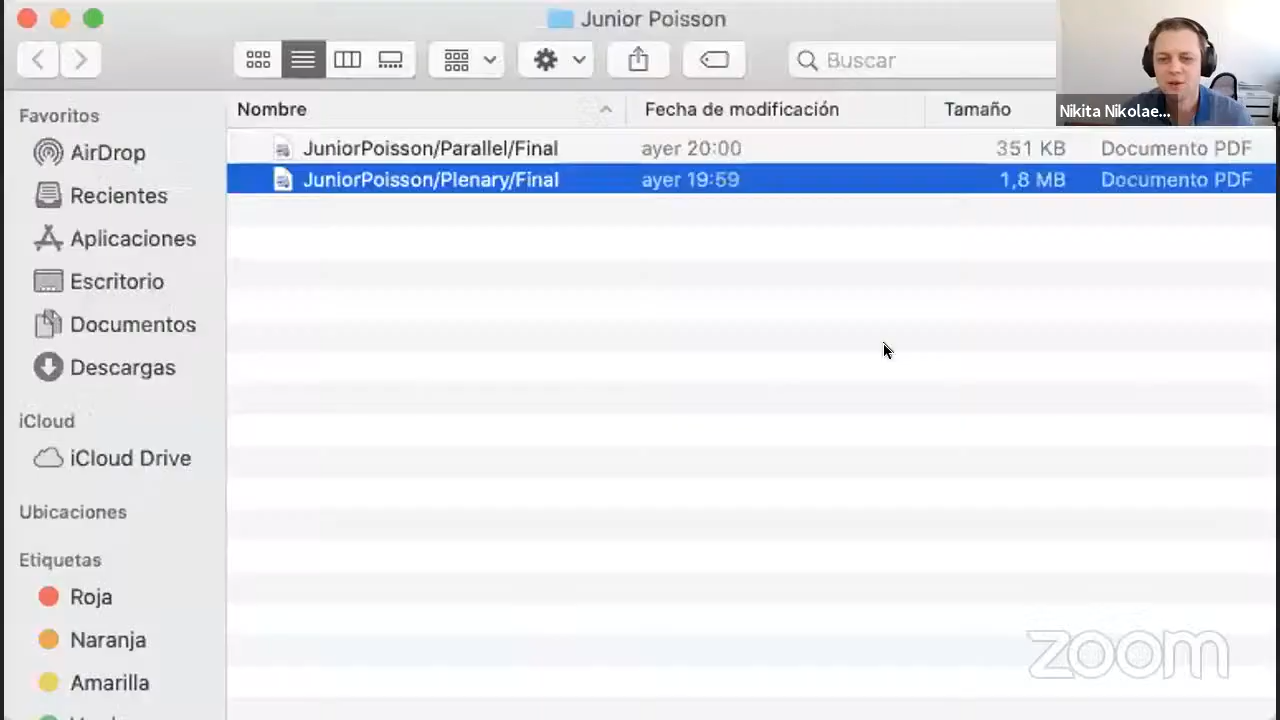 Junior Poisson
Buscar
Nikita Nikolae...
Nombre Fecha de modificación Tamaño
JuniorPoisson/Parallel/Final ayer 20:00 351 KB Documento PDF
JuniorPoisson/Plenary/Final ayer 19:59 1,8 MB Documento PDF
Favoritos
AirDrop
Recientes
Aplicaciones
Escritorio
Documentos
Descargas
iCloud
iCloud Drive
Ubicaciones
Etiquetas
Roja
Naranja
Amarilla
zoom